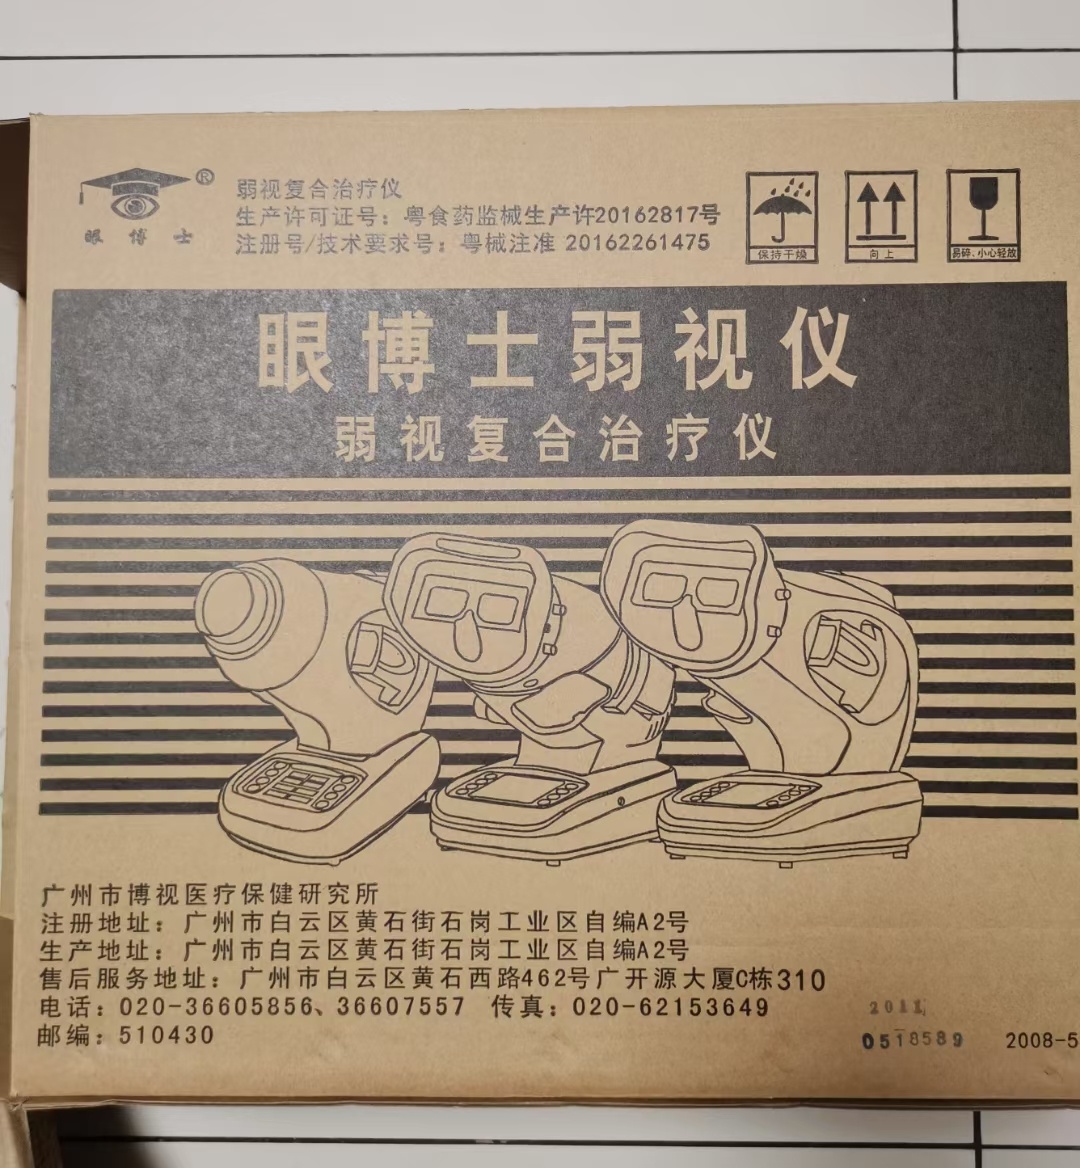 ®
眼博士
弱视复合治疗仪
生产许可证号：粤食药监械生产许20162817号
注册号/技术要求号：粤械注准 20162261475
保持干燥
向上
易碎，小心轻放
眼博士弱视仪
弱视复合治疗仪
广州市博视医疗保健研究所
注册地址：广州市白云区黄石街石岗工业区自编A2号
生产地址：广州市白云区黄石街石岗工业区自编A2号
售后服务地址：广州市白云区黄石西路462号广开源大厦C栋310
电话：020-36605856、36607557 传真：020-62153649
邮编：510430
2011
0518589
2008-5